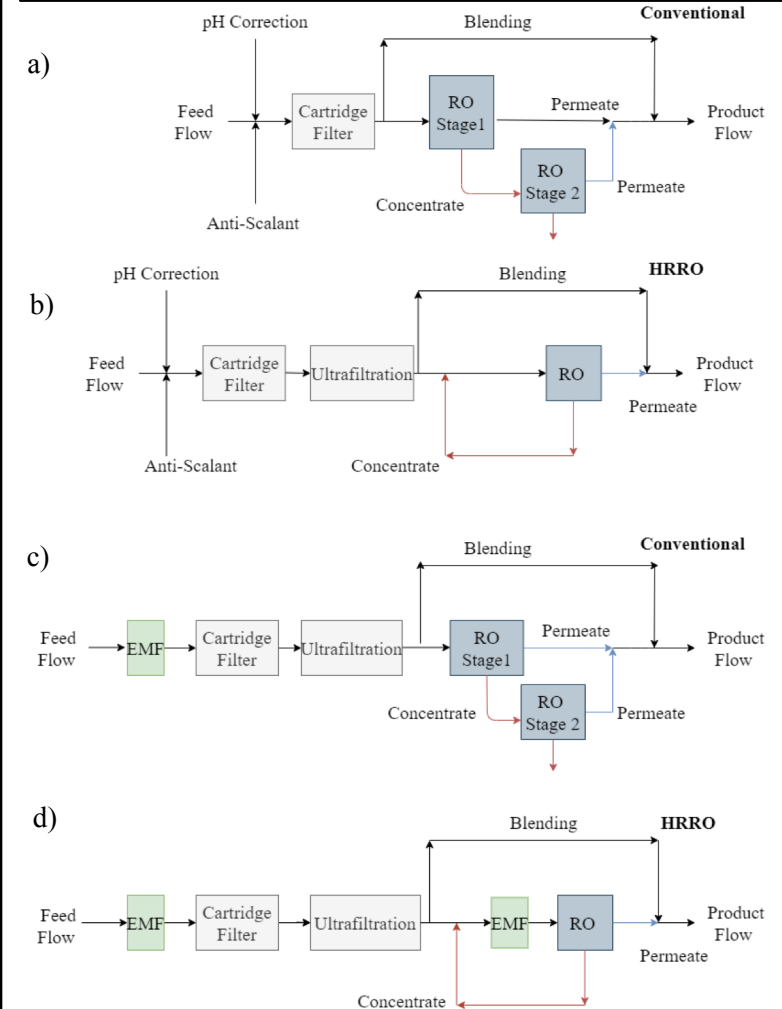 Conventional
pH Correction
Blending
a)
Feed
Flow
Cartridge
Filter
RO
Stage1
Permeate
Product
Flow
RO
Stage 2
Permeate
Concentrate
Anti-Scalant
HRRO
pH Correction
Blending
b)
Feed
Flow
Cartridge
Filter
Ultrafiltration
RO
Product
Flow
Permeate
Anti-Scalant
Concentrate
c)
Conventional
Blending
Feed
Flow
EMF
Cartridge
Filter
Ultrafiltration
RO
Stage1
Permeate
Product
Flow
Concentrate
RO
Stage 2
Permeate
d)
Blending
HRRO
Feed
Flow
EMF
Cartridge
Filter
Ultrafiltration
EMF
RO
Product
Flow
Permeate
Concentrate